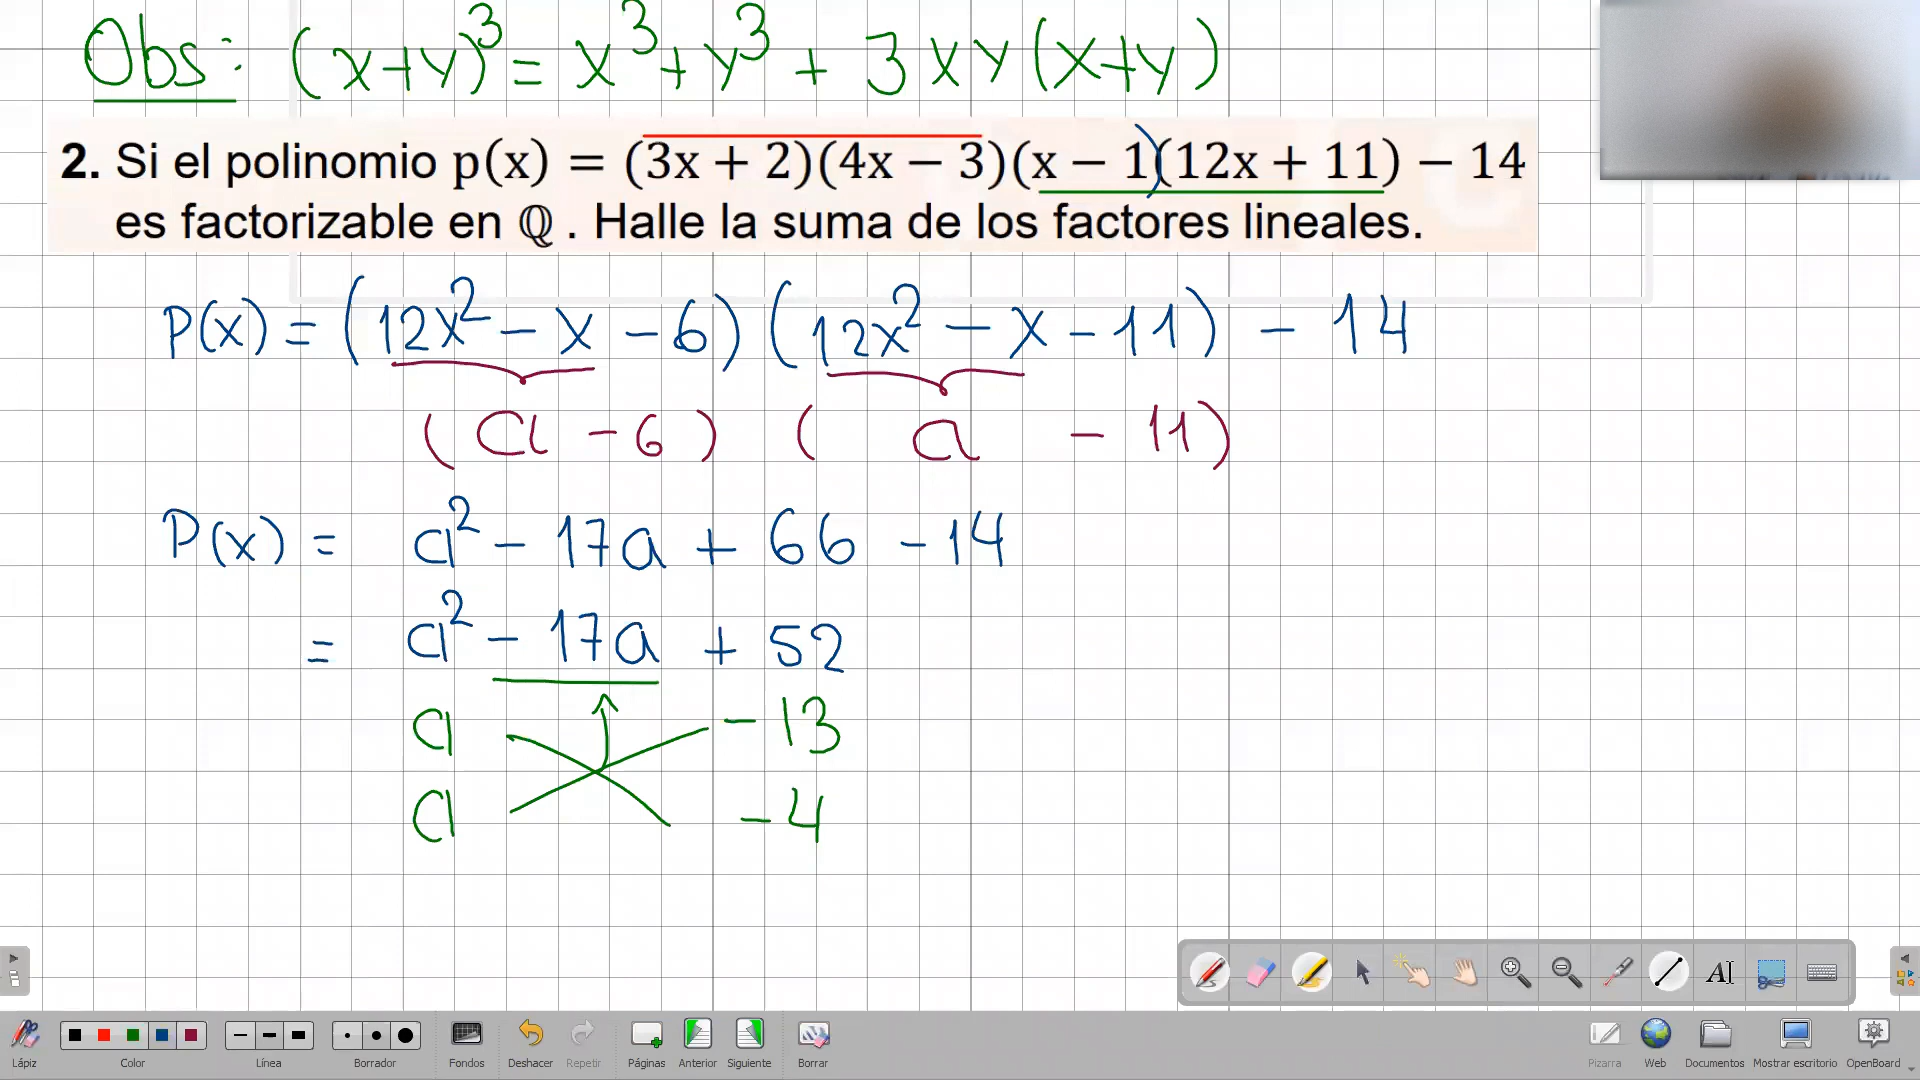 Obs: (x+y)³ = x³+y³ + 3xy(x+y)
2. Si el polinomio p(x) = (3x + 2)(4x − 3)(x − 1)(12x + 11) − 14
es factorizable en ℚ . Halle la suma de los factores lineales.
P(x) = (12x² − x − 6) (12x² − x − 11) − 14
(a − 6) (a − 11)
P(x) = a² − 17a + 66 − 14
= a² − 17a + 52
a − 13
a − 4
Lápiz Color Línea Borrador Fondos Deshacer Repetir Páginas Anterior Siguiente Borrar Pizarra Web Documentos Mostrar escritorio OpenBoard